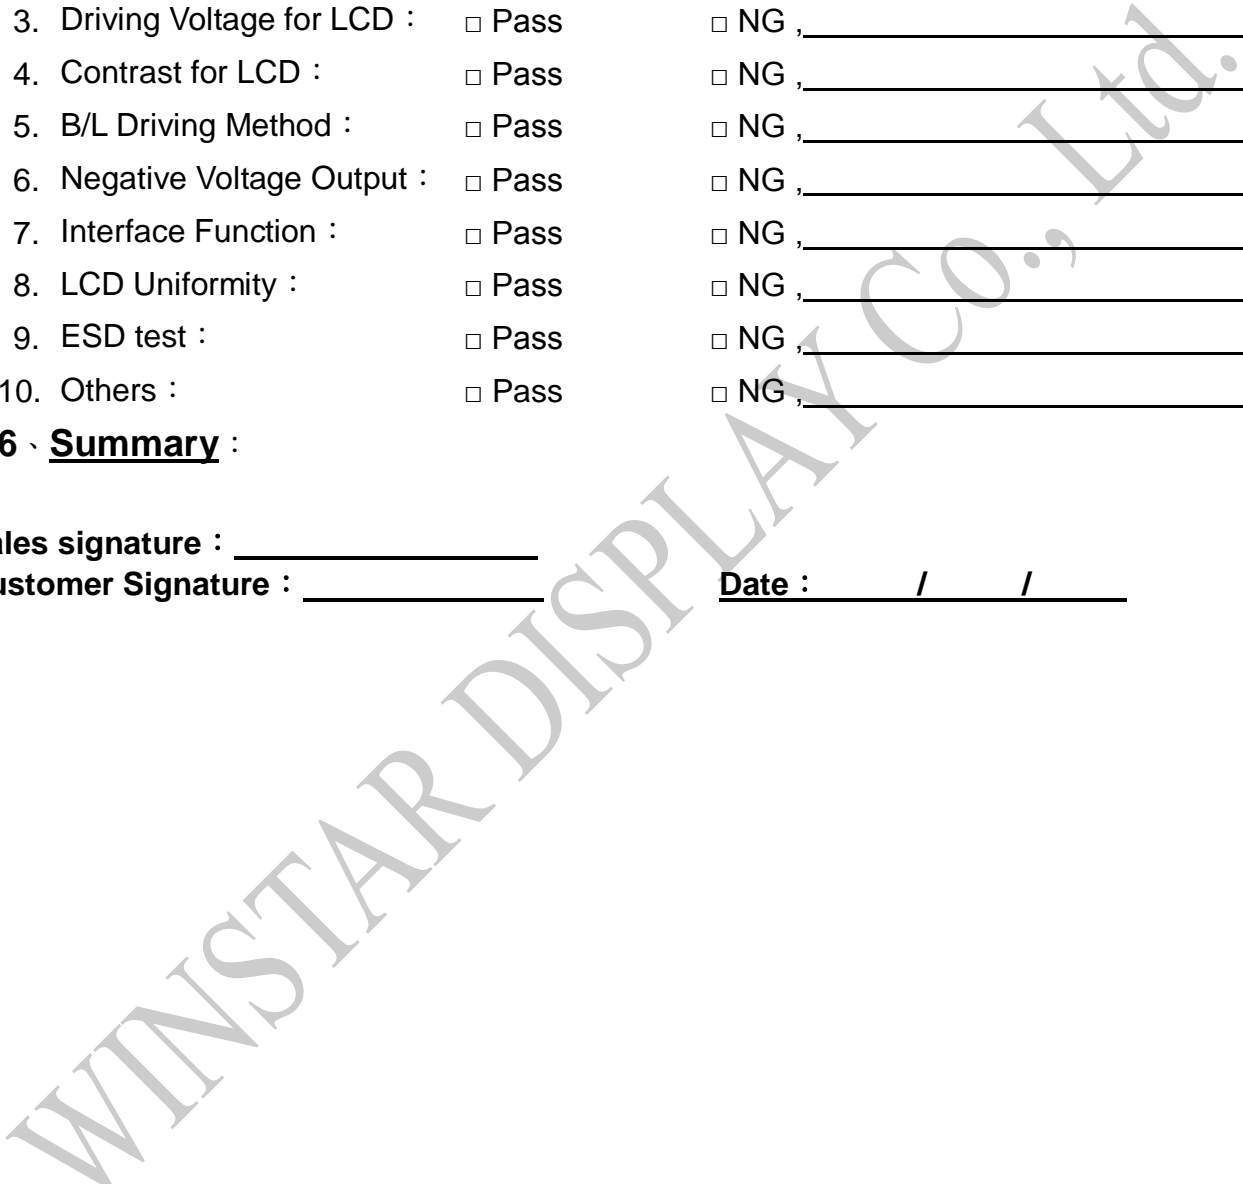 3. Driving Voltage for LCD： □ Pass □ NG ,
4. Contrast for LCD： □ Pass □ NG ,
5. B/L Driving Method： □ Pass □ NG ,
6. Negative Voltage Output： □ Pass □ NG ,
7. Interface Function： □ Pass □ NG ,
8. LCD Uniformity： □ Pass □ NG ,
9. ESD test： □ Pass □ NG ,
10. Others： □ Pass □ NG ,
6、Summary：
ales signature：
ustomer Signature： Date： / /
WINSTAR DISPLAY Co., Ltd.